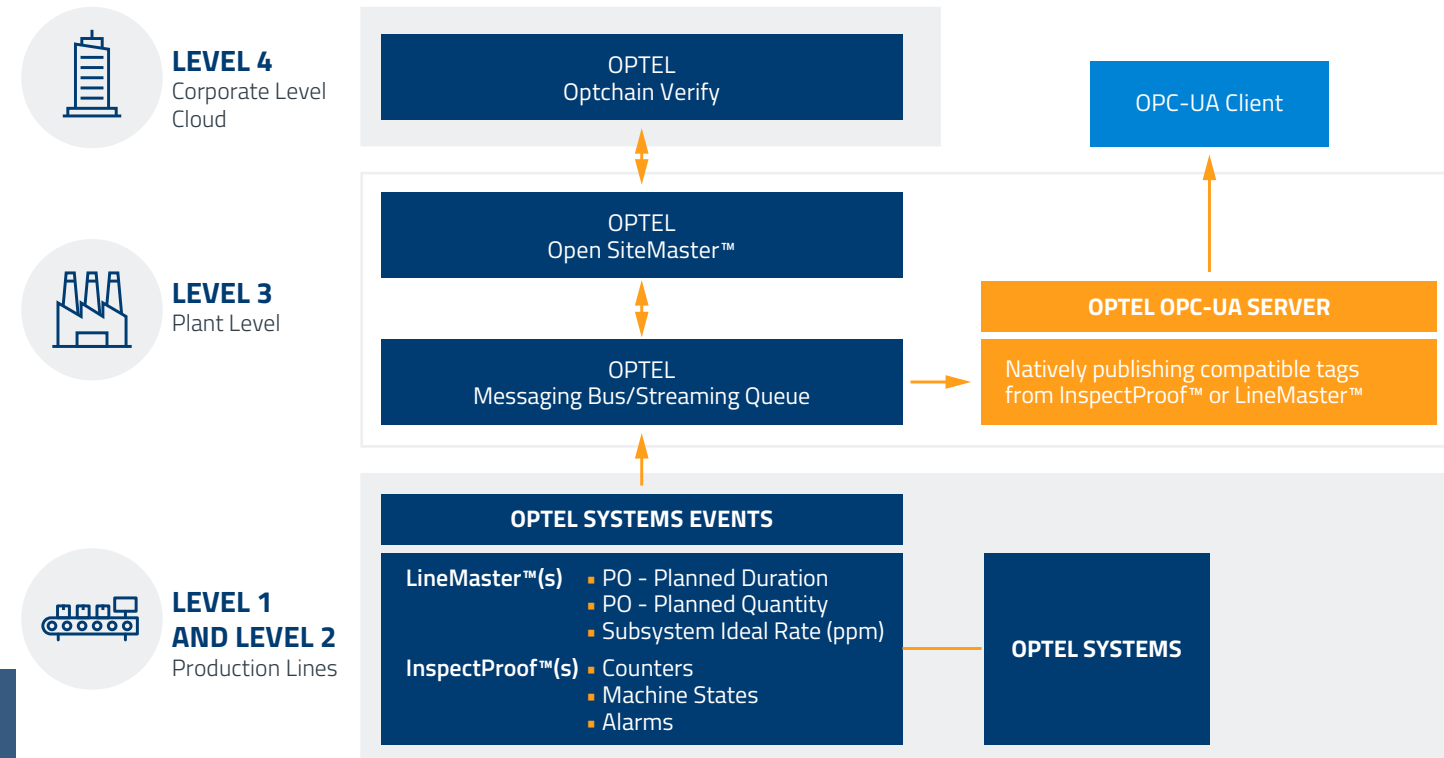 LEVEL 4
Corporate Level
Cloud
OPTEL
Optchain Verify
OPC-UA Client
LEVEL 3
Plant Level
OPTEL
Open SiteMaster™
OPTEL
Messaging Bus/Streaming Queue
OPTEL OPC-UA SERVER
Natively publishing compatible tags
from InspectProof™ or LineMaster™
LEVEL 1
AND LEVEL 2
Production Lines
OPTEL SYSTEMS EVENTS
LineMaster™(s) ▪ PO - Planned Duration
▪ PO - Planned Quantity
▪ Subsystem Ideal Rate (ppm)
InspectProof™(s) ▪ Counters
▪ Machine States
▪ Alarms
OPTEL SYSTEMS